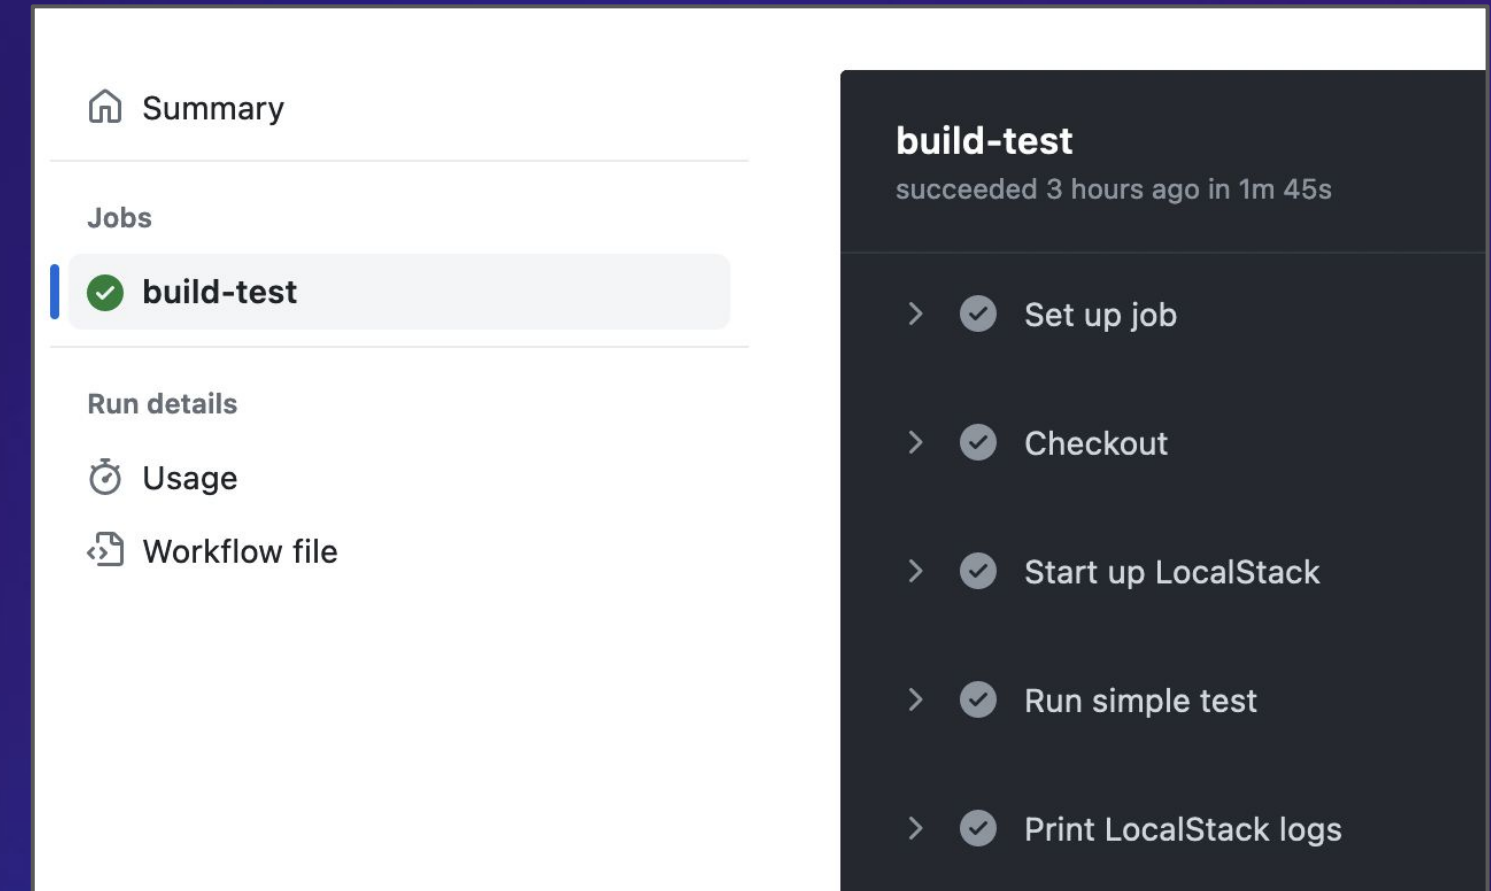 Summary
Jobs
build-test
Run details
Usage
Workflow file
build-test
succeeded 3 hours ago in 1m 45s
Set up job
Checkout
Start up LocalStack
Run simple test
Print LocalStack logs